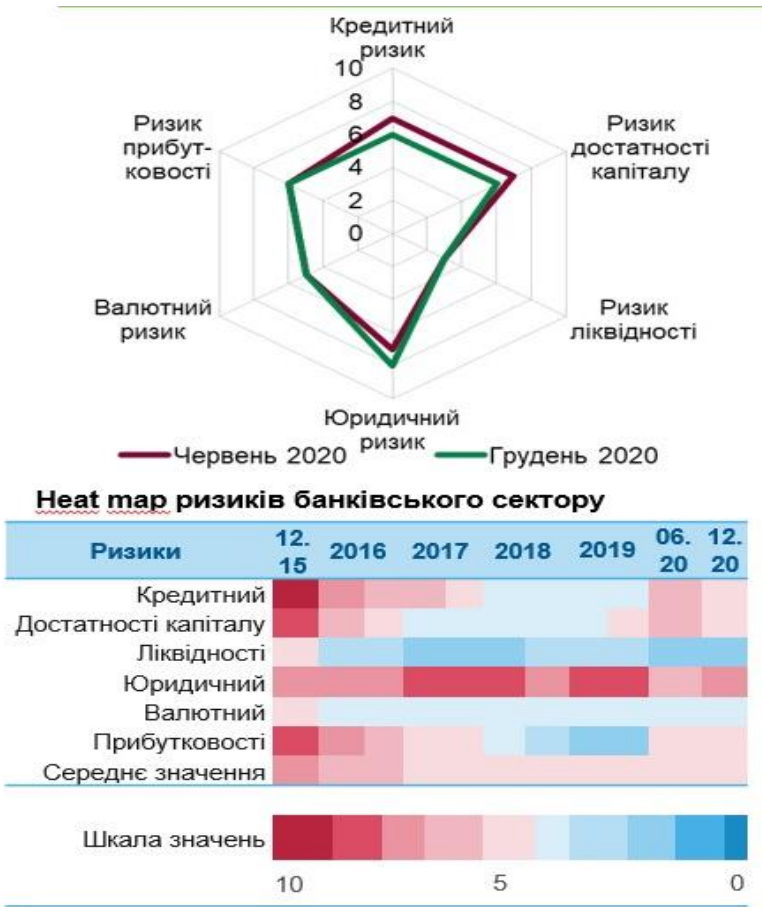 Кредитний
ризик
10
8
6
4
2
0
Ризик
достатності
капіталу
Ризик
ліквідності
Юридичний
ризик
Валютний
ризик
Ризик
прибут-
ковості
Червень 2020 Грудень 2020
Heat map ризиків банківського сектору
Ризики 12.15 2016 2017 2018 2019 06.20 12.20
Кредитний
Достатності капіталу
Ліквідності
Юридичний
Валютний
Прибутковості
Середнє значення
Шкала значень
10 5 0